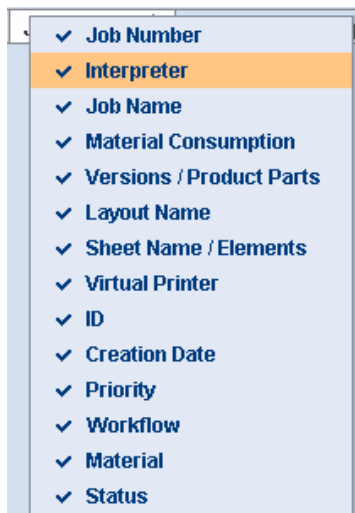 Job Number
Interpreter
Job Name
Material Consumption
Versions / Product Parts
Layout Name
Sheet Name / Elements
Virtual Printer
ID
Creation Date
Priority
Workflow
Material
Status